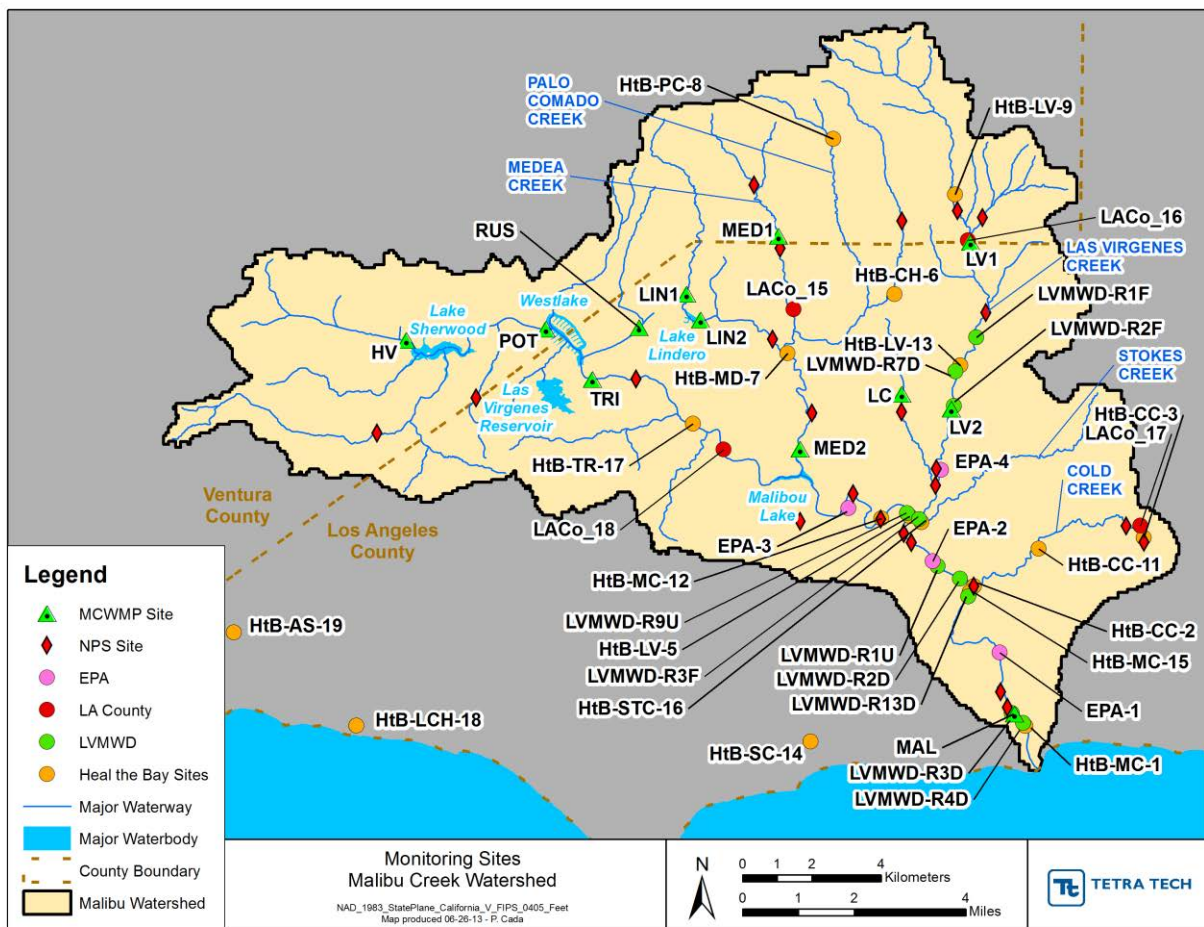 HtB-PC-8
PALO
COMADO
CREEK
HtB-LV-9
MEDEA
CREEK
RUS
MED1
LACo_16
LV1
LAS VIRGENES
CREEK
HtB-CH-6
LACo_15
LIN1
Westlake
Lake
Sherwood
HV
POT
Lake
Lindero
LIN2
LVMWD-R1F
LVMWD-R2F
HtB-LV-13
LVMWD-R7D
STOKES
CREEK
HtB-MD-7
Las
Virgenes
Reservoir
TRI
LC
LV2
HtB-CC-3
LACo_17
HtB-TR-17
MED2
EPA-4
COLD
CREEK
Ventura
County
Los Angeles
County
Malibou
Lake
LACo_18
EPA-3
EPA-2
HtB-CC-11
HtB-MC-12
LVMWD-R9U
HtB-LV-5
LVMWD-R3F
HtB-STC-16
LVMWD-R1U
LVMWD-R2D
LVMWD-R13D
HtB-CC-2
HtB-MC-15
EPA-1
HtB-AS-19
HtB-LCH-18
HtB-SC-14
MAL
LVMWD-R3D
LVMWD-R4D
HtB-MC-1
Legend
MCWMP Site
NPS Site
EPA
LA County
LVMWD
Heal the Bay Sites
Major Waterway
Major Waterbody
County Boundary
Malibu Watershed
Monitoring Sites
Malibu Creek Watershed
NAD_1983_StatePlane_California_V_FIPS_0405_Feet
Map produced 06-26-13 - P. Cada
N
0 1 2 4
Kilometers
0 1 2 4
Miles
Tt TETRA TECH